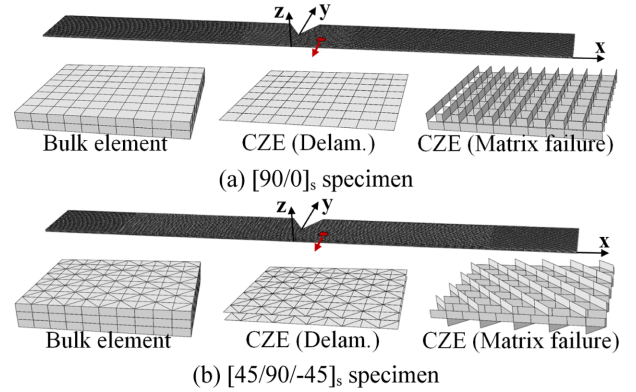 z y
x
Bulk element CZE (Delam.) CZE (Matrix failure)
(a) [90/0]s specimen
z y
x
Bulk element CZE (Delam.) CZE (Matrix failure)
(b) [45/90/-45]s specimen